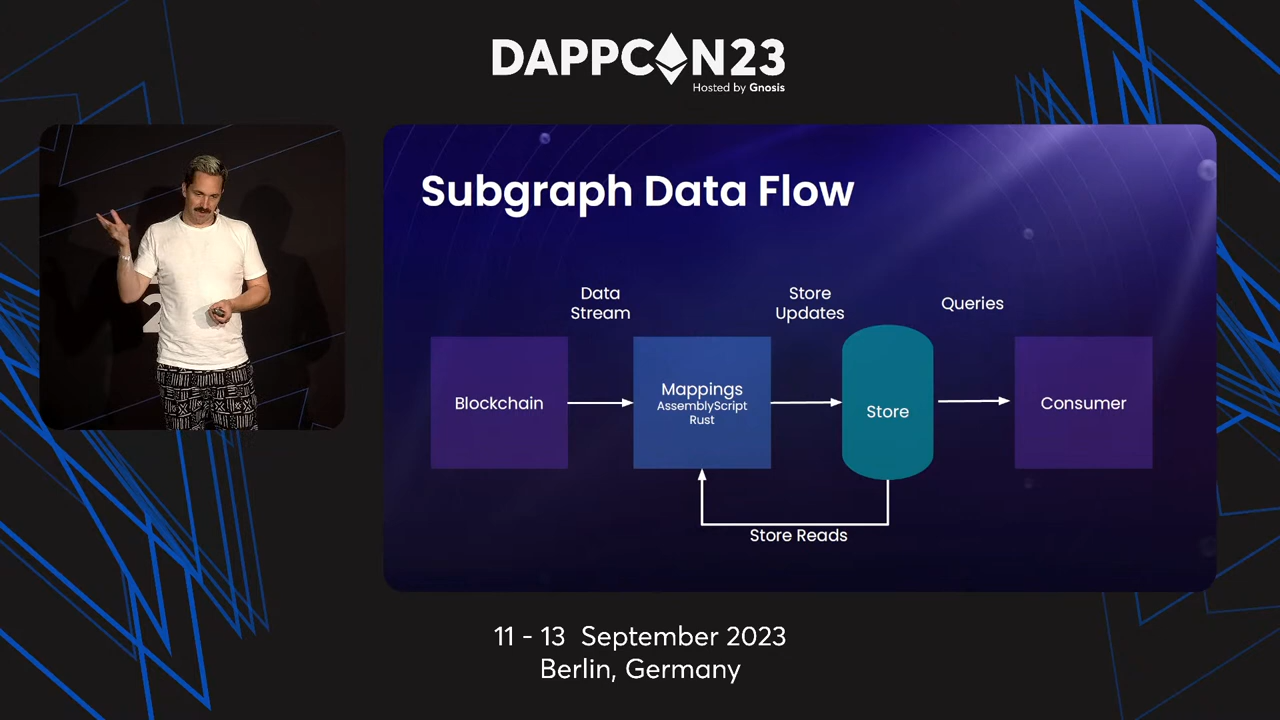 DAPPCON23
Hosted by Gnosis
Subgraph Data Flow
Data
Stream
Store
Updates
Queries
Blockchain
Mappings
AssemblyScript
Rust
Store
Consumer
Store Reads
2
11 - 13 September 2023
Berlin, Germany